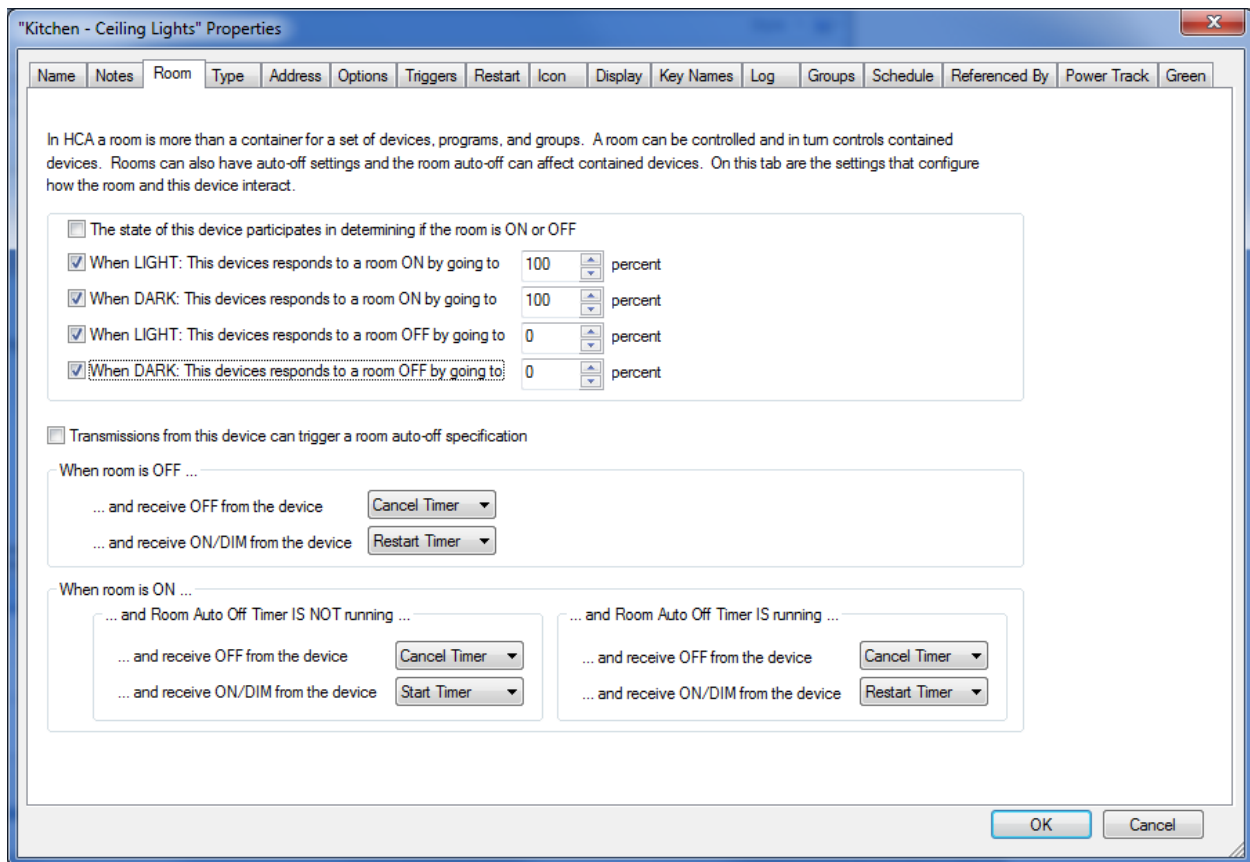 "Kitchen - Ceiling Lights" Properties
Name Notes Room Type Address Options Triggers Restart Icon Display Key Names Log Groups Schedule Referenced By Power Track Green
In HCA a room is more than a container for a set of devices, programs, and groups. A room can be controlled and in turn controls contained
devices. Rooms can also have auto-off settings and the room auto-off can affect contained devices. On this tab are the settings that configure
how the room and this device interact.
The state of this device participates in determining if the room is ON or OFF
When LIGHT: This devices responds to a room ON by going to 100 percent
When DARK: This devices responds to a room ON by going to 100 percent
When LIGHT: This devices responds to a room OFF by going to 0 percent
When DARK: This devices responds to a room OFF by going to 0 percent
Transmissions from this device can trigger a room auto-off specification
When room is OFF ...
... and receive OFF from the device Cancel Timer
... and receive ON/DIM from the device Restart Timer
When room is ON ...
... and Room Auto Off Timer IS NOT running ...
... and receive OFF from the device Cancel Timer
... and receive ON/DIM from the device Start Timer
... and Room Auto Off Timer IS running ...
... and receive OFF from the device Cancel Timer
... and receive ON/DIM from the device Restart Timer
OK Cancel